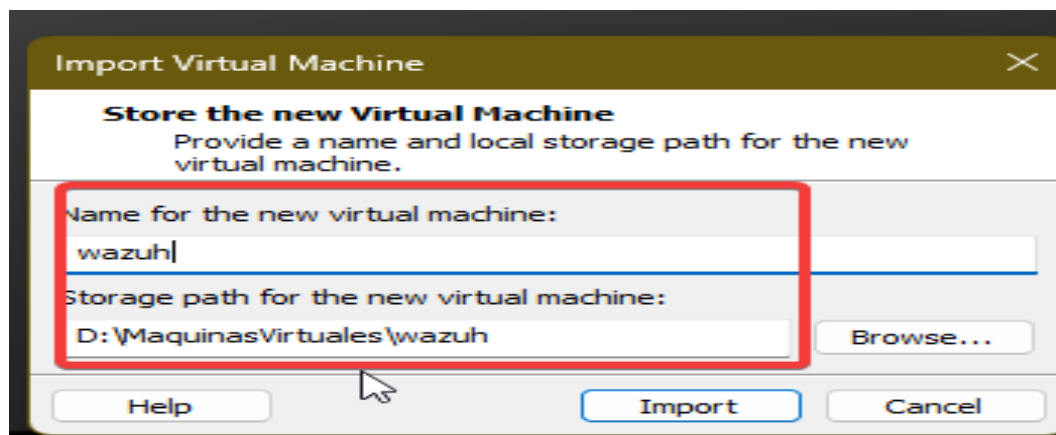 Import Virtual Machine
Store the new Virtual Machine
Provide a name and local storage path for the new
virtual machine.
Name for the new virtual machine:
wazuh
Storage path for the new virtual machine:
D:\MaquinasVirtuales\wazuh
Browse...
Help
Import
Cancel